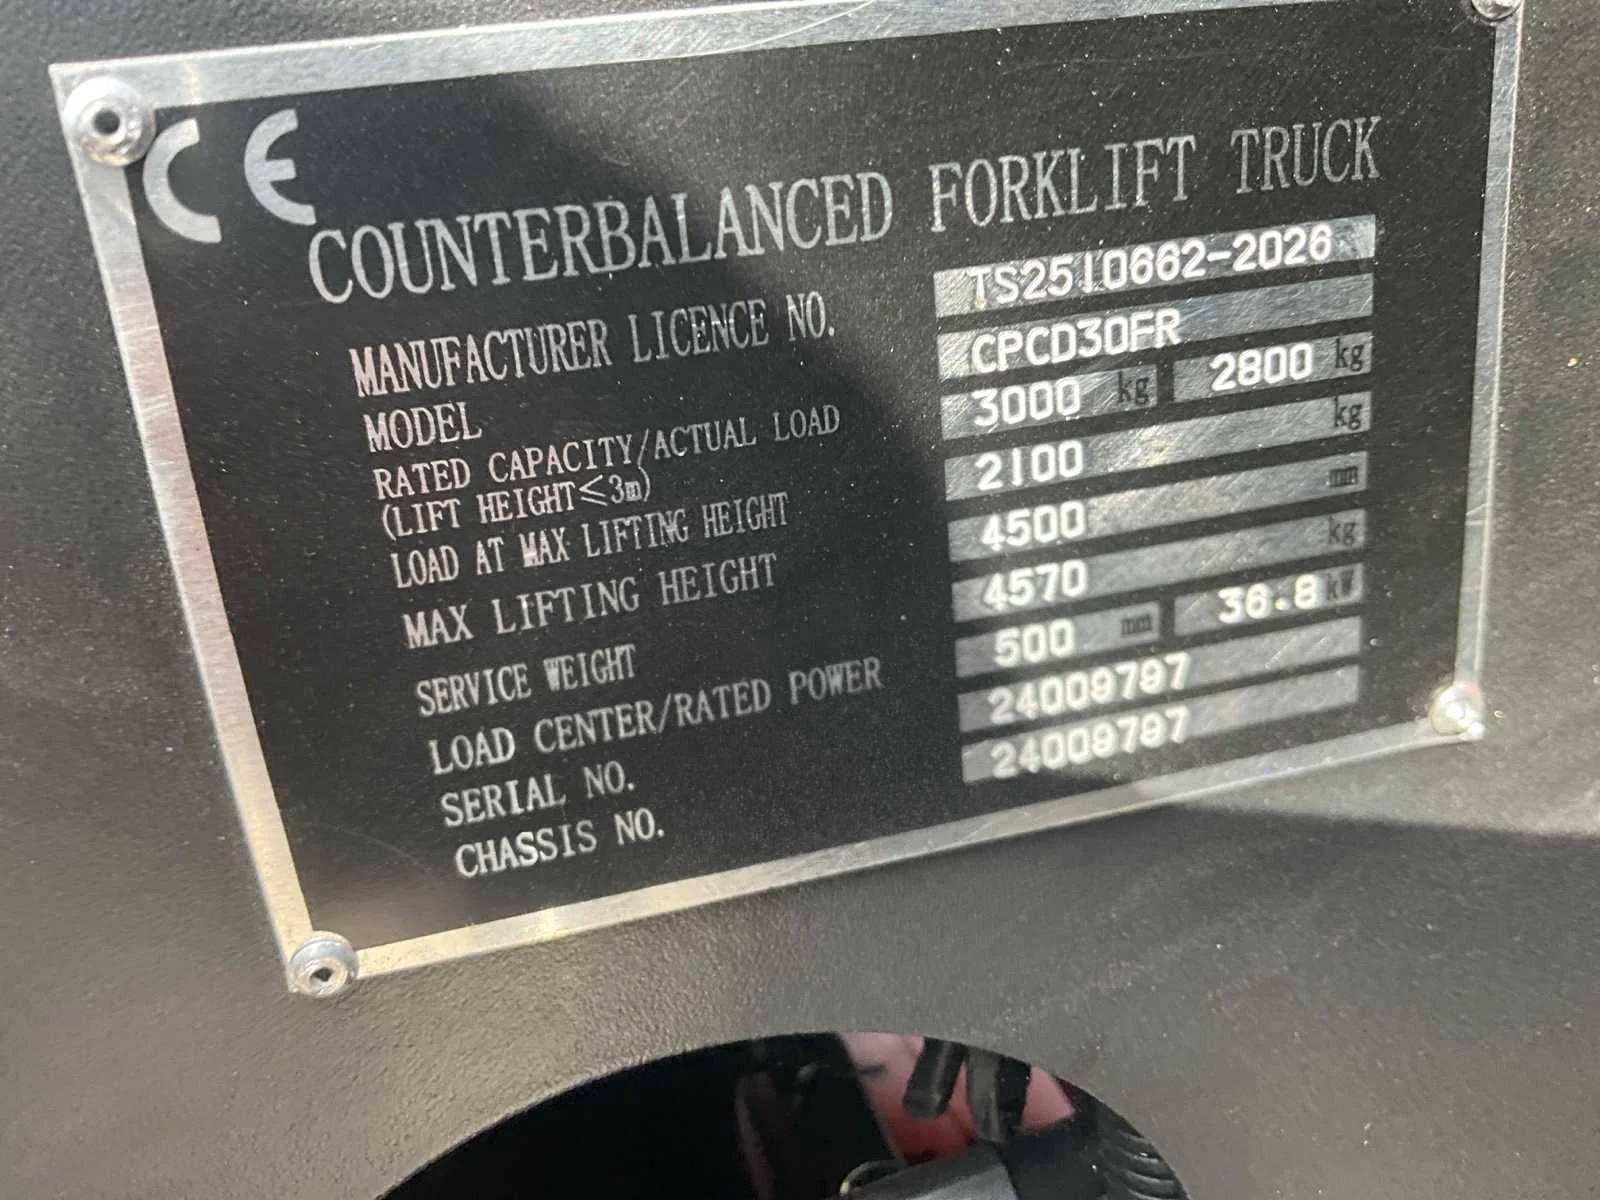 CE
COUNTERBALANCED FORKLIFT TRUCK
MANUFACTURER LICENCE NO. TS2510662-2026
MODEL CPCD30FR
RATED CAPACITY/ACTUAL LOAD 3000 kg 2800 kg
(LIFT HEIGHT≤3m)
LOAD AT MAX LIFTING HEIGHT 2100 kg
MAX LIFTING HEIGHT 4500 mm
SERVICE WEIGHT 4570 kg
LOAD CENTER/RATED POWER 500 mm 36.8 kW
SERIAL NO. 24009797
CHASSIS NO. 24009797